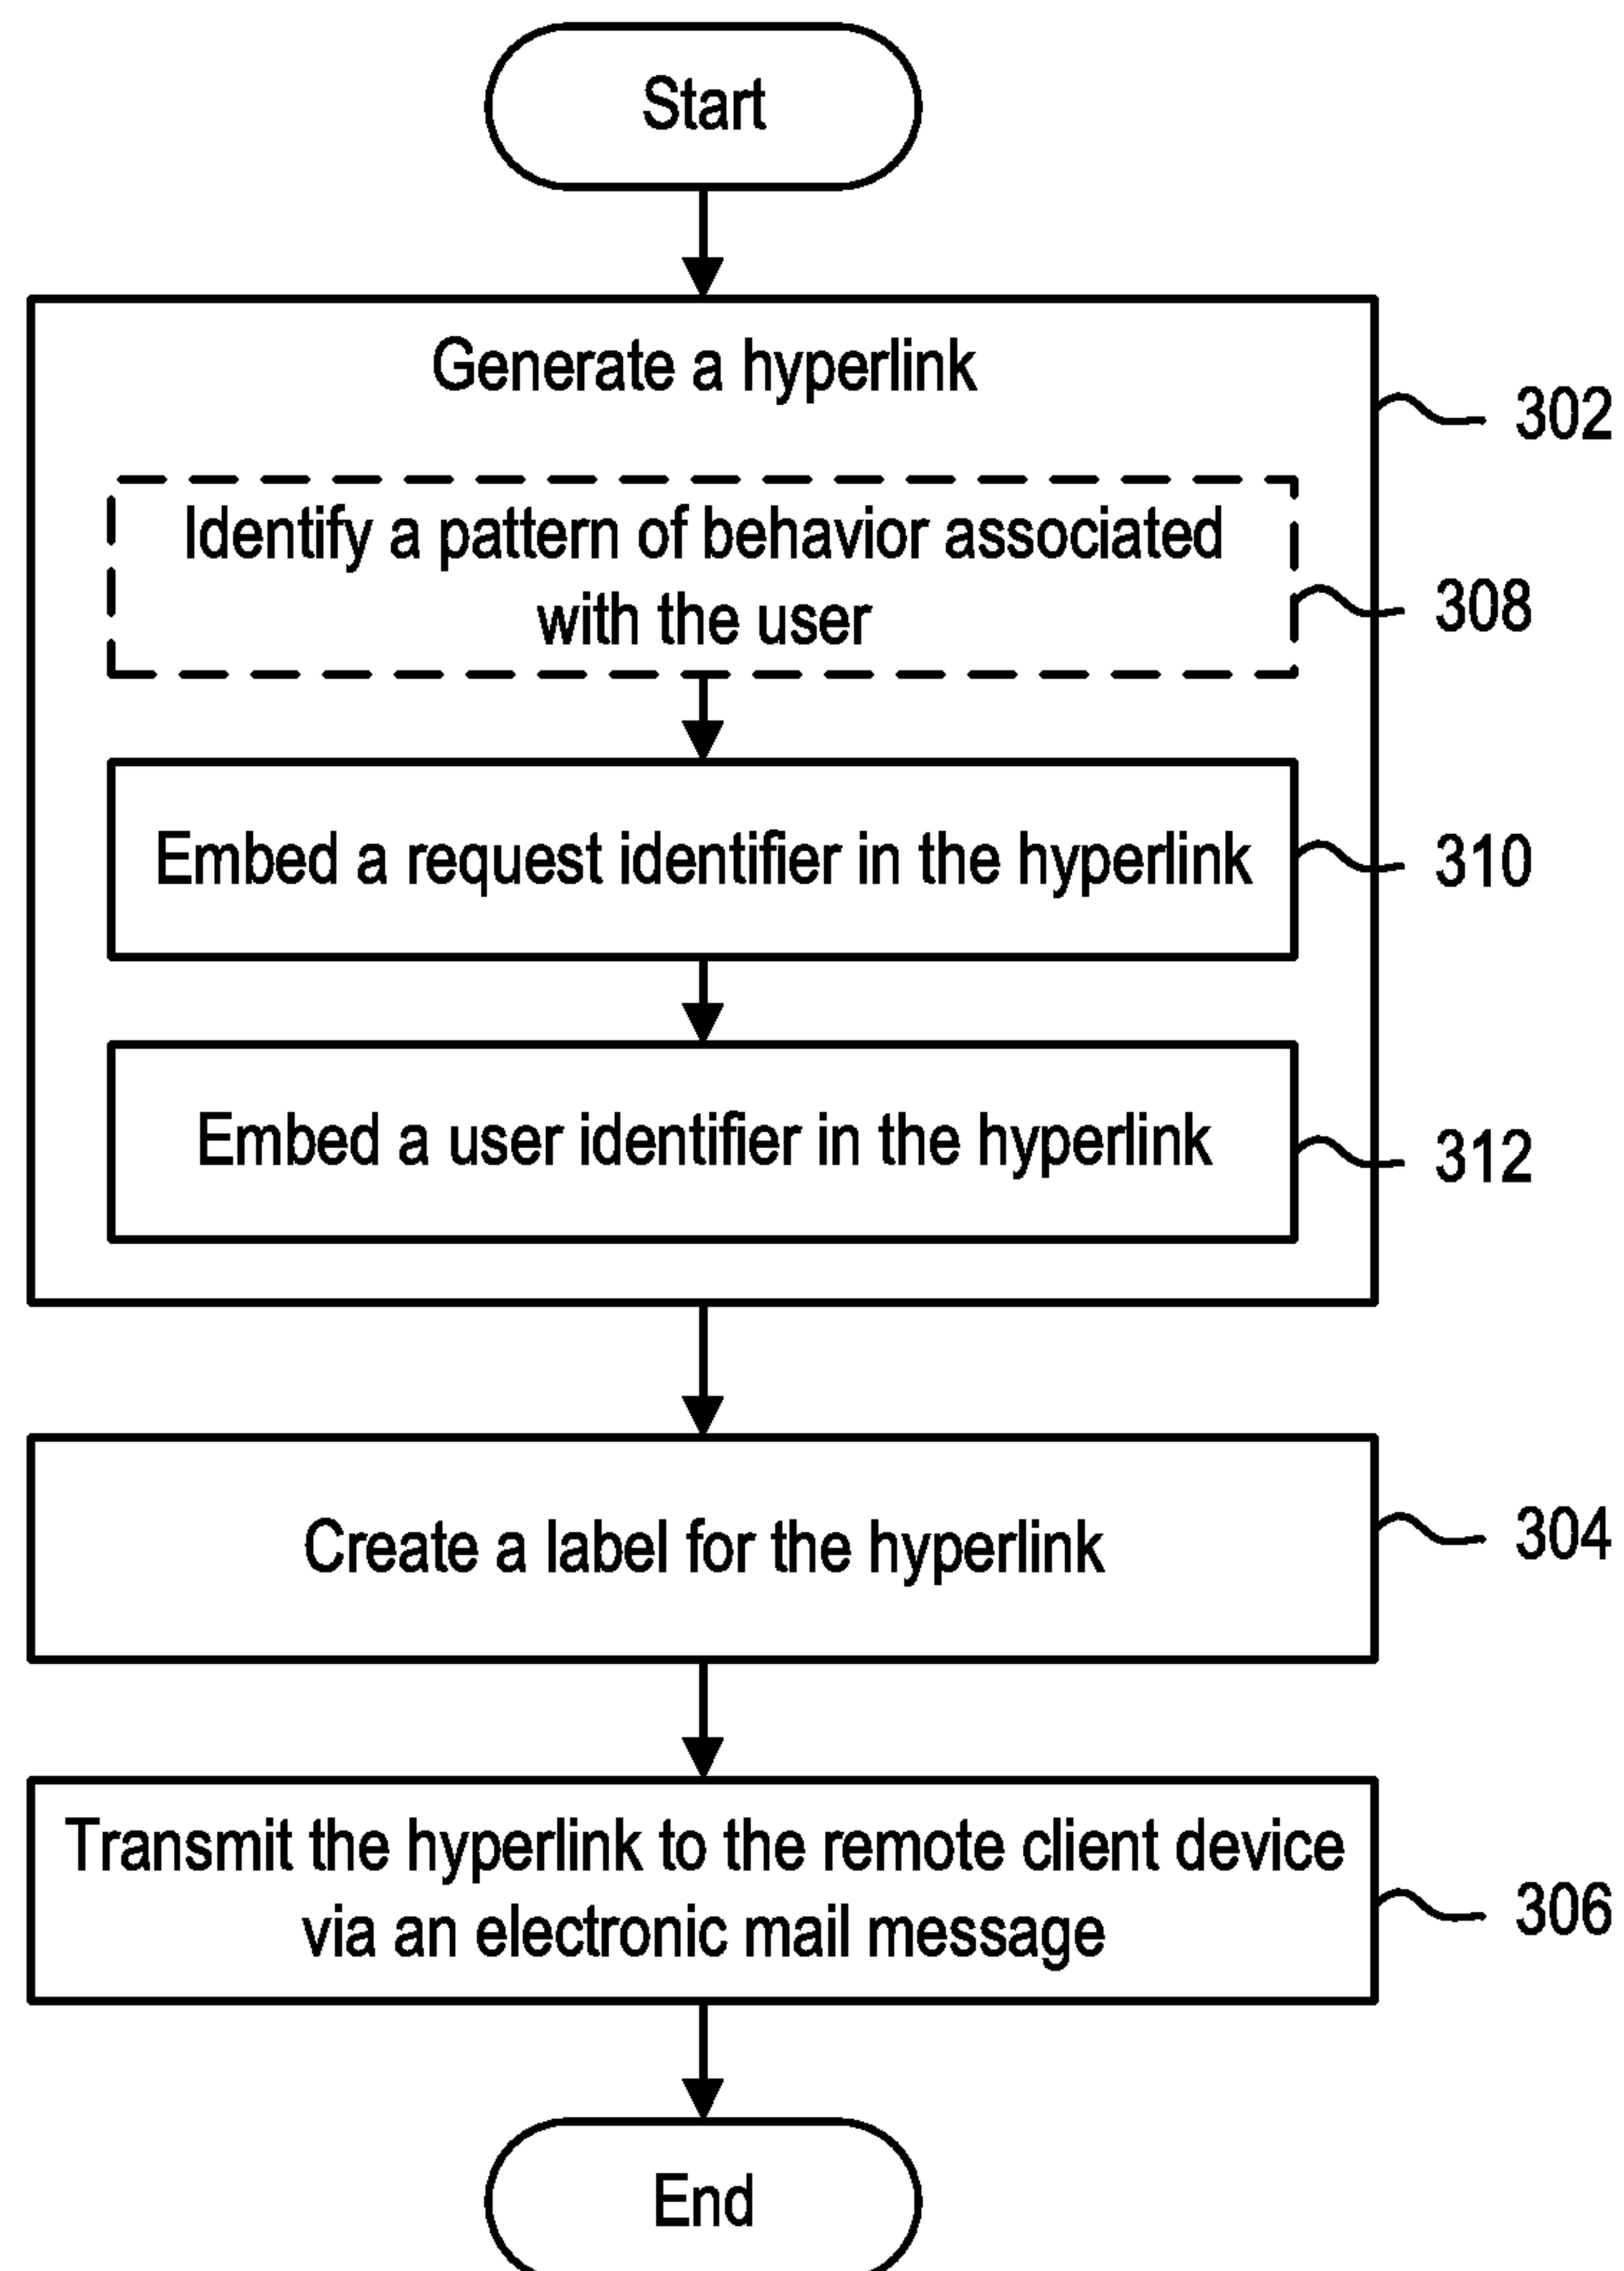 Start
Generate a hyperlink
302
Identify a pattern of behavior associated
with the user
308
Embed a request identifier in the hyperlink
310
Embed a user identifier in the hyperlink
312
Create a label for the hyperlink
304
Transmit the hyperlink to the remote client device
via an electronic mail message
306
End